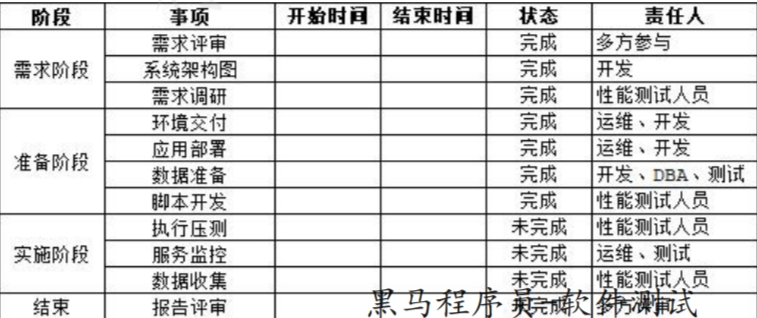 阶段 事项 开始时间 结束时间 状态 责任人
需求评审 完成 多方参与
需求阶段 系统架构图 完成 开发
需求调研 完成 性能测试人员
环境交付 完成 运维、开发
准备阶段 应用部署 完成 运维、开发
数据准备 完成 开发、DBA、测试
脚本开发 完成 性能测试人员
执行压测 未完成 性能测试人员
实施阶段 服务监控 未完成 运维、测试
数据收集 未完成 性能测试人员
结束 报告评审 未完成 多方评审
黑马程序员-软件测试